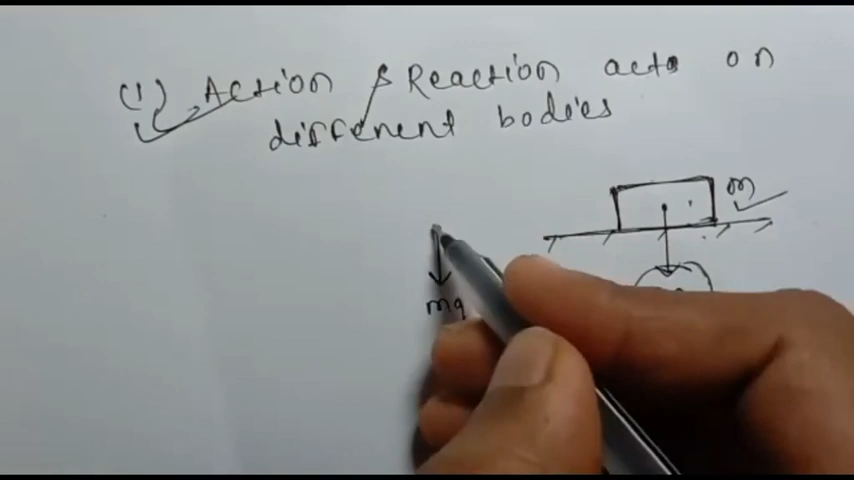 (1) Action & Reaction acts on
different bodies
m
mg